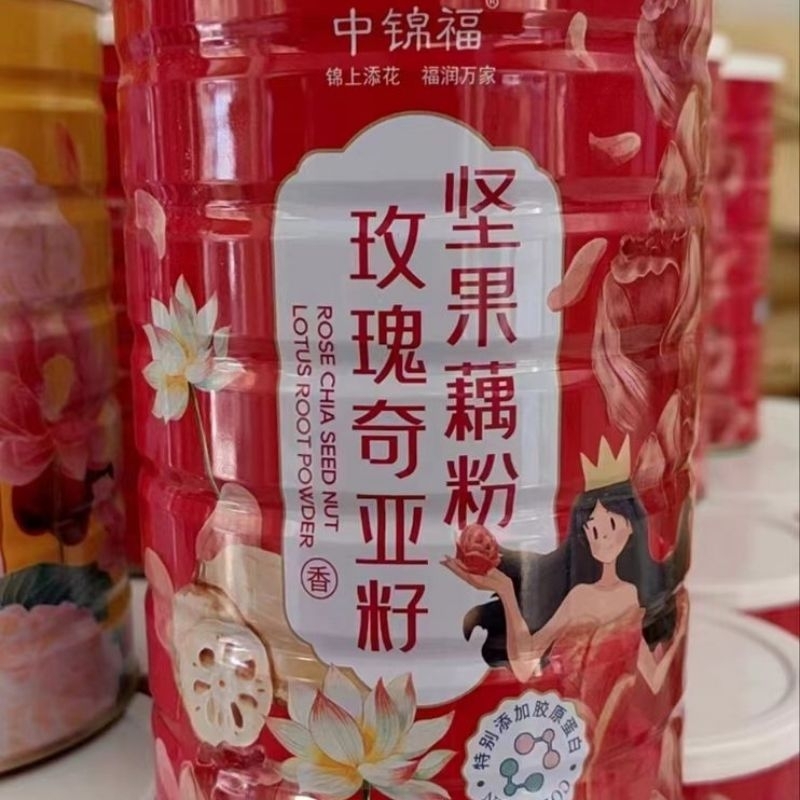 中锦福®
锦上添花 福润万家
坚果藕粉
玫瑰奇亚籽
ROSE CHIA SEED NUT
LOTUS ROOT POWDER
香
特别添加胶原蛋白